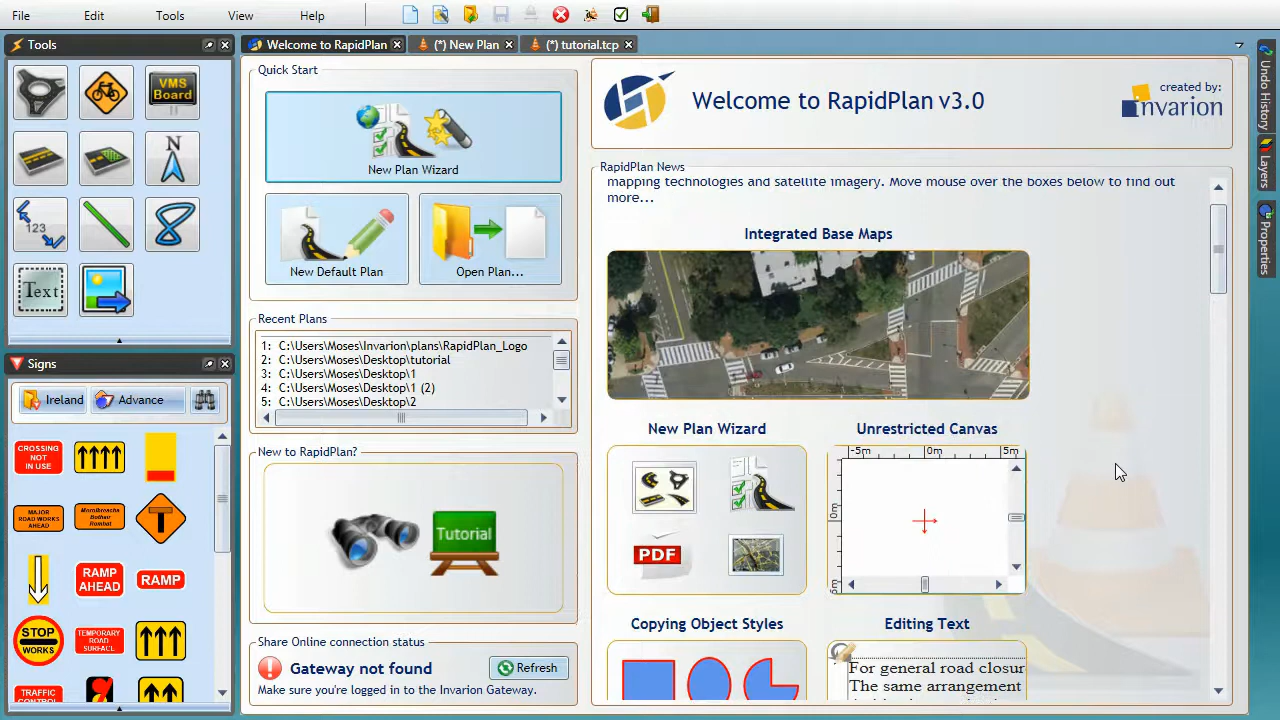 File Edit Tools View Help
Tools
Welcome to RapidPlan
(*) New Plan
(*) tutorial.tcp
VMS
Board
123
Text
Signs
Ireland
Advance
CROSSING
NOT
IN USE
MAJOR
ROAD WORKS
AHEAD
RAMP
AHEAD
RAMP
STOP
WORKS
TEMPORARY
ROAD
SURFACE
TRAFFIC
CONTROL
Quick Start
New Plan Wizard
New Default Plan
Open Plan...
Recent Plans
1: C:\Users\Moses\Invarion\plans\RapidPlan_Logo
2: C:\Users\Moses\Desktop\tutorial
3: C:\Users\Moses\Desktop\1
4: C:\Users\Moses\Desktop\1 (2)
5: C:\Users\Moses\Desktop\2
New to RapidPlan?
Tutorial
Share Online connection status
Gateway not found
Refresh
Make sure you're logged in to the Invarion Gateway.
Welcome to RapidPlan v3.0
created by:
invarion
RapidPlan News
mapping technologies and satellite imagery. Move mouse over the boxes below to find out
more...
Integrated Base Maps
New Plan Wizard
Unrestricted Canvas
PDF
-5m 0m 5m
0m
Copying Object Styles
Editing Text
For general road closur
The same arrangement
Undo History
Layers
Properties